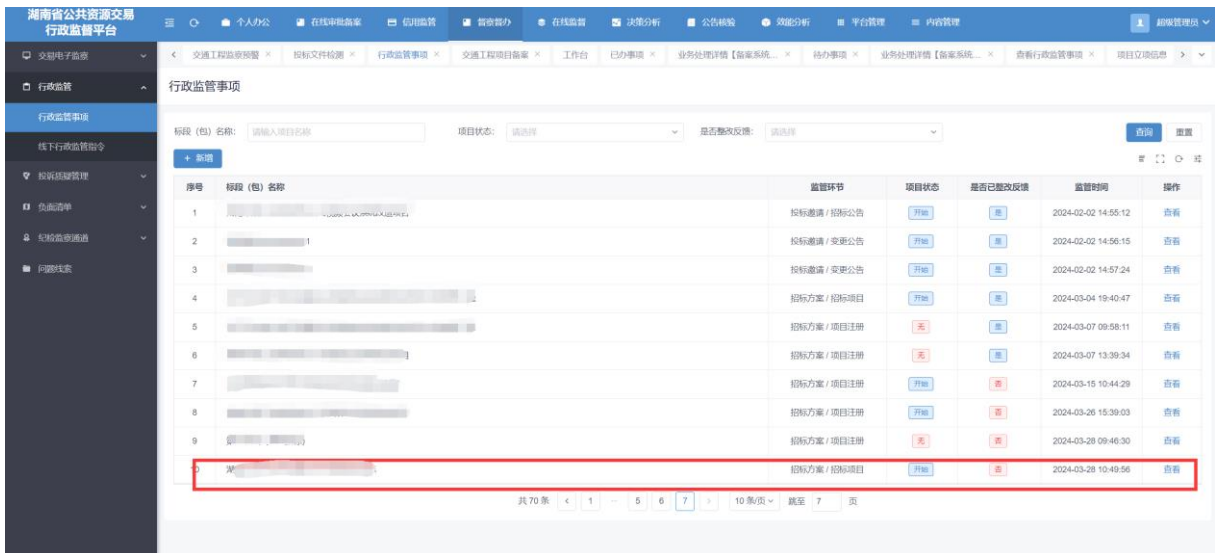 湖南省公共资源交易
行政监督平台
个人办公 在线审批备案 信用监管 督察督办 在线监督 决策分析 公告核验 效能分析 平台管理 内容管理 超级管理员
交易电子监察
行政监管
行政监管事项
线下行政监管指令
投诉质疑管理
负面清单
纪检监察通道
问题线索
交通工程监察预警 × 招标文件检测 × 行政监管事项 × 交通工程项目备案 × 工作台 已办事项 × 业务处理详情【备案系统... × 待办事项 × 业务处理详情【备案系统... × 查看行政监管事项 × 项目立项信息
行政监管事项
标段（包）名称: 请输入项目名称 项目状态: 请选择 是否整改反馈: 请选择 查询 重置
+ 新增
序号 标段（包）名称 监管环节 项目状态 是否已整改反馈 监管时间 操作
1 投标邀请 / 招标公告 开始 是 2024-02-02 14:55:12 查看
2 1 投标邀请 / 变更公告 开始 是 2024-02-02 14:56:15 查看
3 投标邀请 / 变更公告 开始 是 2024-02-02 14:57:24 查看
4 招标方案 / 招标项目 开始 是 2024-03-04 19:40:47 查看
5 招标方案 / 项目注册 无 是 2024-03-07 09:58:11 查看
6 招标方案 / 项目注册 无 是 2024-03-07 13:39:34 查看
7 招标方案 / 项目注册 开始 否 2024-03-15 10:44:29 查看
8 招标方案 / 项目注册 开始 否 2024-03-26 15:39:03 查看
9 招标方案 / 项目注册 无 否 2024-03-28 09:46:30 查看
10 湖 招标方案 / 招标项目 开始 否 2024-03-28 10:49:56 查看
共 70 条 < 1 ··· 5 6 7 > 10 条/页 跳至 7 页